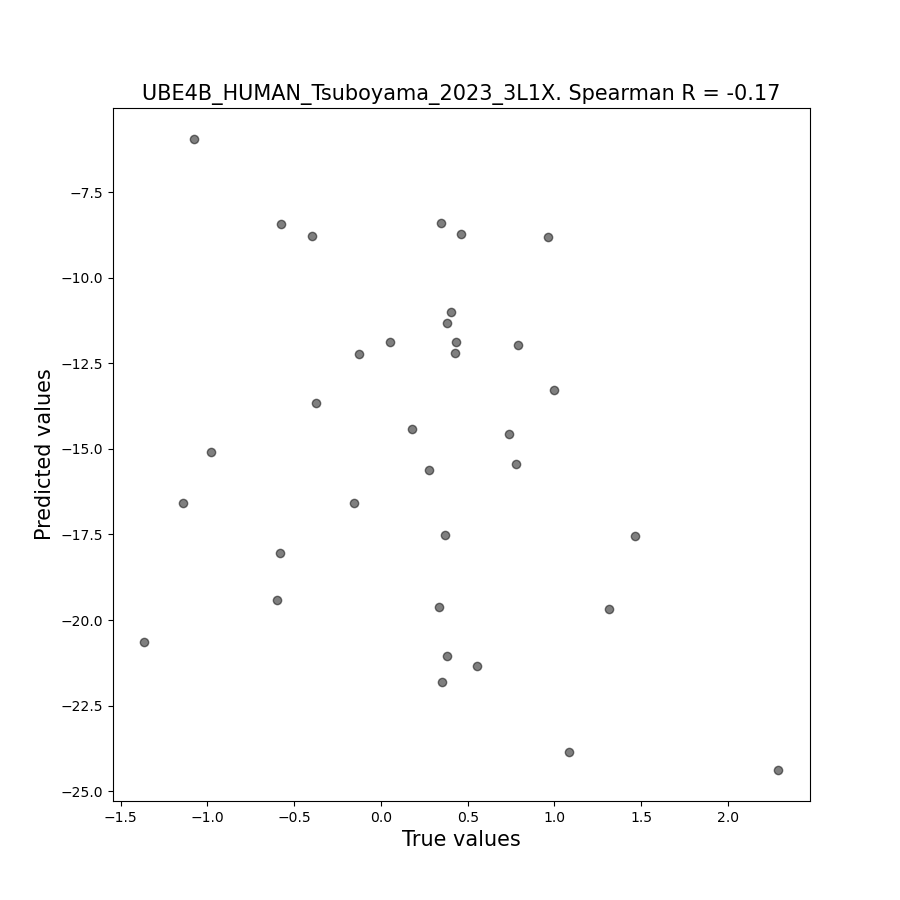 UBE4B_HUMAN_Tsuboyama_2023_3L1X. Spearman R = -0.17
−7.5
−10.0
−12.5
−15.0
−17.5
−20.0
−22.5
−25.0
Predicted values
−1.5 −1.0 −0.5 0.0 0.5 1.0 1.5 2.0
True values